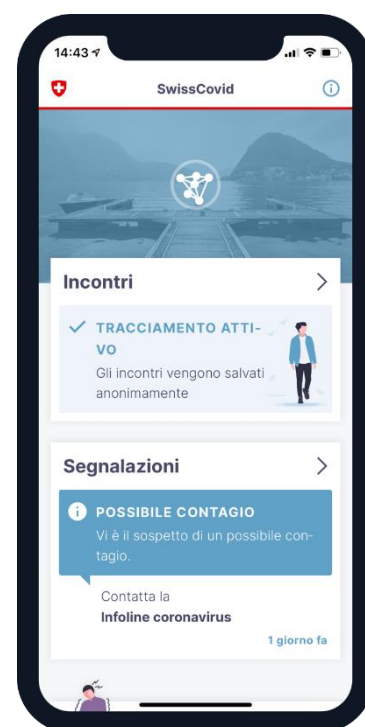 14:43
SwissCovid
Incontri
TRACCIAMENTO ATTI-
VO
Gli incontri vengono salvati
anonimamente
Segnalazioni
POSSIBILE CONTAGIO
Vi è il sospetto di un possibile con-
tagio.
Contatta la
Infoline coronavirus
1 giorno fa